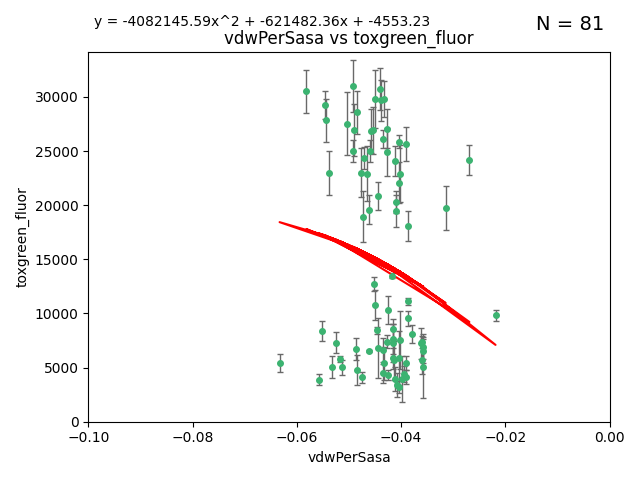 y = -4082145.59x^2 + -621482.36x + -4553.23
N = 81
vdwPerSasa vs toxgreen_fluor
toxgreen_fluor
30000
25000
20000
15000
10000
5000
0
−0.10
−0.08
−0.06
−0.04
−0.02
0.00
vdwPerSasa